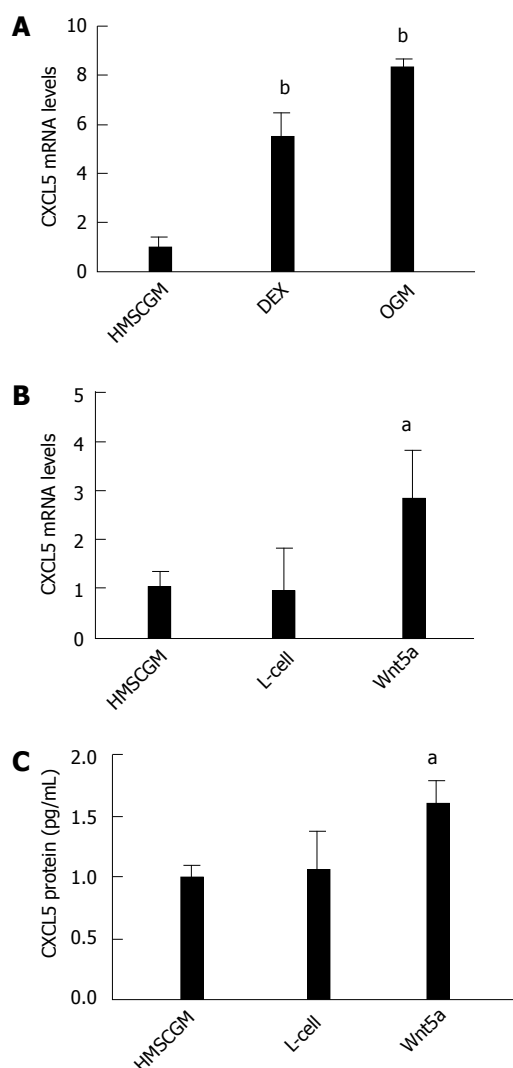 A
CXCL5 mRNA levels
10
8
6
4
2
0
b
b
HMSCGM
DEX
OGM
B
CXCL5 mRNA levels
5
4
3
2
1
0
a
HMSCGM
L-cell
Wnt5a
C
CXCL5 protein (pg/mL)
2.0
1.5
1.0
0.5
0.0
a
HMSCGM
L-cell
Wnt5a